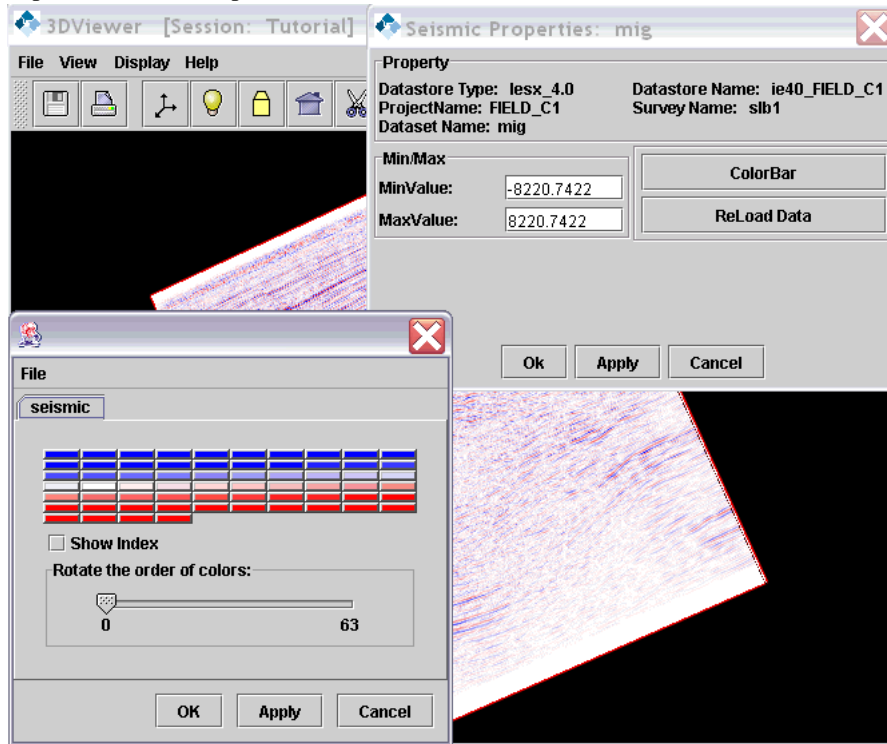 3DViewer [Session: Tutorial]
File View Display Help
Seismic Properties: mig
Property
Datastore Type: Iesx_4.0 Datastore Name: ie40_FIELD_C1
ProjectName: FIELD_C1 Survey Name: slb1
Dataset Name: mig
Min/Max
MinValue: -8220.7422
MaxValue: 8220.7422
ColorBar
ReLoad Data
Ok Apply Cancel
File
seismic
Show Index
Rotate the order of colors:
0 63
OK Apply Cancel